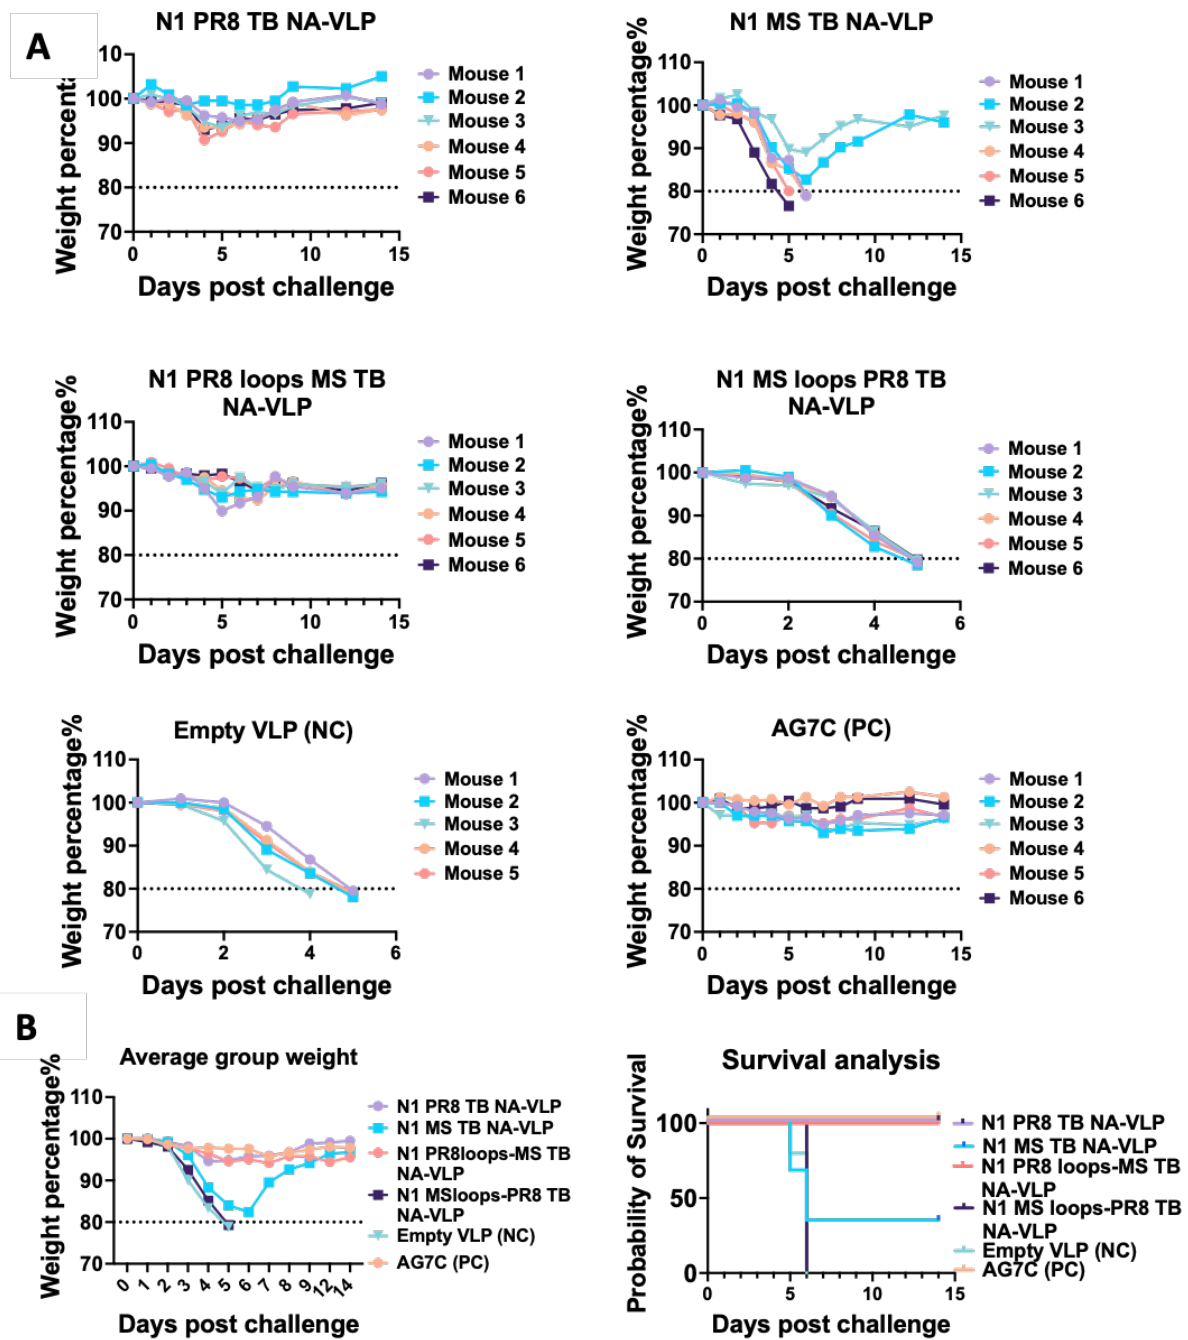 A
N1 PR8 TB NA-VLP
Weight percenta
10
100
90
80
70
0
5
10
15
Days post challenge
Mouse 1
Mouse 2
Mouse 3
Mouse 4
Mouse 5
Mouse 6
N1 MS TB NA-VLP
Weight percentage%
110
100
90
80
70
0
5
10
15
Days post challenge
Mouse 1
Mouse 2
Mouse 3
Mouse 4
Mouse 5
Mouse 6
N1 PR8 loops MS TB
NA-VLP
Weight percentage%
110
100
90
80
70
0
5
10
15
Days post challenge
Mouse 1
Mouse 2
Mouse 3
Mouse 4
Mouse 5
Mouse 6
N1 MS loops PR8 TB
NA-VLP
Weight percentage%
110
100
90
80
70
0
2
4
6
Days post challenge
Mouse 1
Mouse 2
Mouse 3
Mouse 4
Mouse 5
Mouse 6
Empty VLP (NC)
Weight percentage%
110
100
90
80
70
0
2
4
6
Days post challenge
Mouse 1
Mouse 2
Mouse 3
Mouse 4
Mouse 5
AG7C (PC)
Weight percentage%
110
100
90
80
70
0
5
10
15
Days post challenge
Mouse 1
Mouse 2
Mouse 3
Mouse 4
Mouse 5
Mouse 6
B
Average group weight
Weight percentage%
110
100
90
80
70
0
1
2
3
4
5
6
7
8
9
12
14
Days post challenge
N1 PR8 TB NA-VLP
N1 MS TB NA-VLP
N1 PR8loops-MS TB
NA-VLP
N1 MSloops-PR8 TB
NA-VLP
Empty VLP (NC)
AG7C (PC)
Survival analysis
Probability of Survival
100
50
0
0
5
10
15
Days post challenge
N1 PR8 TB NA-VLP
N1 MS TB NA-VLP
N1 PR8 loops-MS TB
NA-VLP
N1 MS loops-PR8 TB
NA-VLP
Empty VLP (NC)
AG7C (PC)